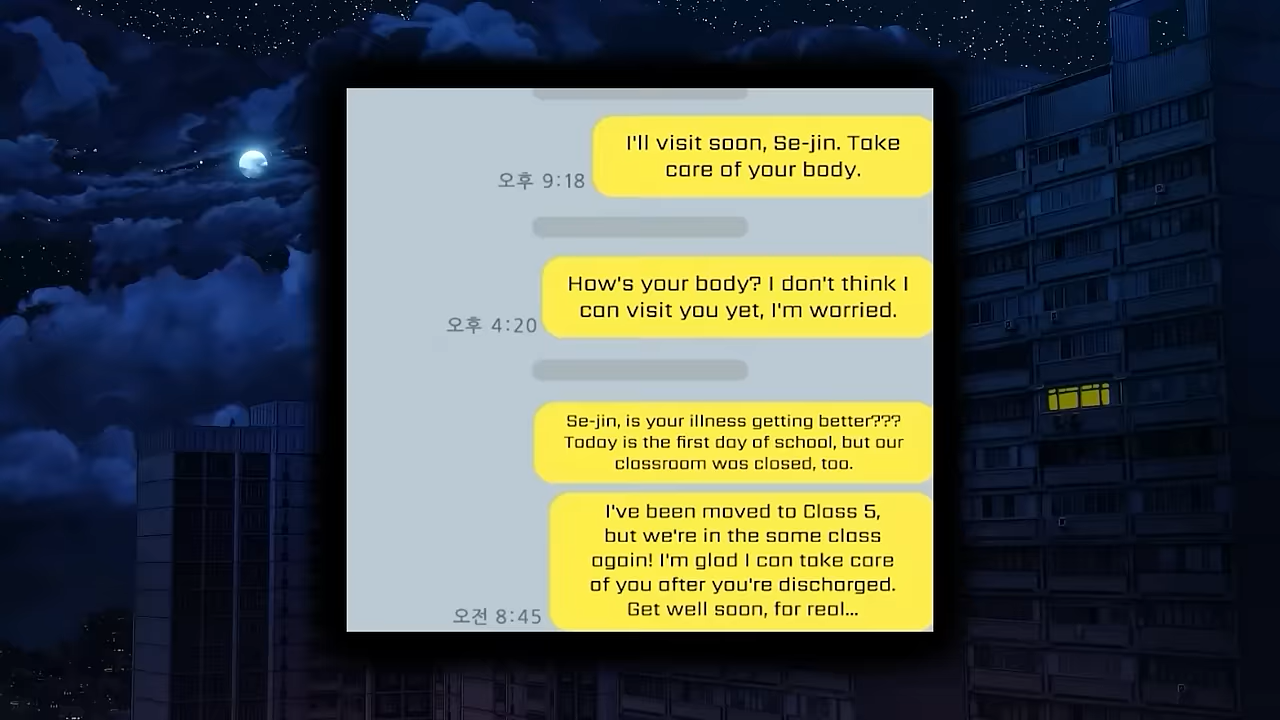 I'll visit soon, Se-jin. Take
care of your body.
오후 9:18
How's your body? I don't think I
can visit you yet, I'm worried.
오후 4:20
Se-jin, is your illness getting better???
Today is the first day of school, but our
classroom was closed, too.
I've been moved to Class 5,
but we're in the same class
again! I'm glad I can take care
of you after you're discharged.
Get well soon, for real...
오전 8:45